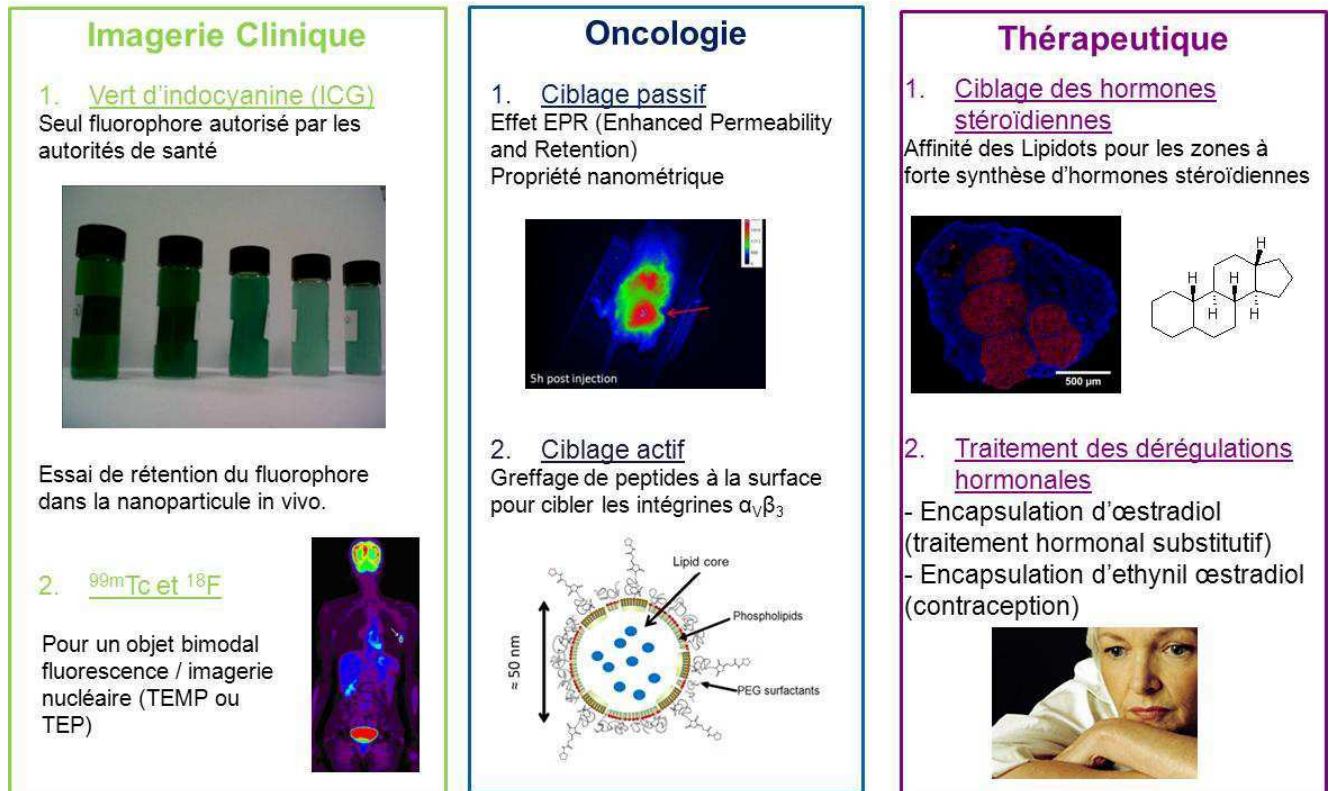 Imagerie Clinique
1. Vert d'indocyanine (ICG)
Seul fluorophore autorisé par les
autorités de santé
Essai de rétention du fluorophore
dans la nanoparticule in vivo.
2. 99mTc et 18F
Pour un objet bimodal
fluorescence / imagerie
nucléaire (TEMP ou
TEP)
Oncologie
1. Ciblage passif
Effet EPR (Enhanced Permeability
and Retention)
Propriété nanométrique
5h post injection
2. Ciblage actif
Greffage de peptides à la surface
pour cibler les intégrines αVβ3
Lipid core
Phospholipids
≈ 50 nm
PEG surfactants
Thérapeutique
1. Ciblage des hormones
stéroïdiennes
Affinité des Lipidots pour les zones à
forte synthèse d'hormones stéroïdiennes
H
H
H
H
H
500 µm
2. Traitement des dérégulations
hormonales
- Encapsulation d'œstradiol
(traitement hormonal substitutif)
- Encapsulation d'ethynil œstradiol
(contraception)